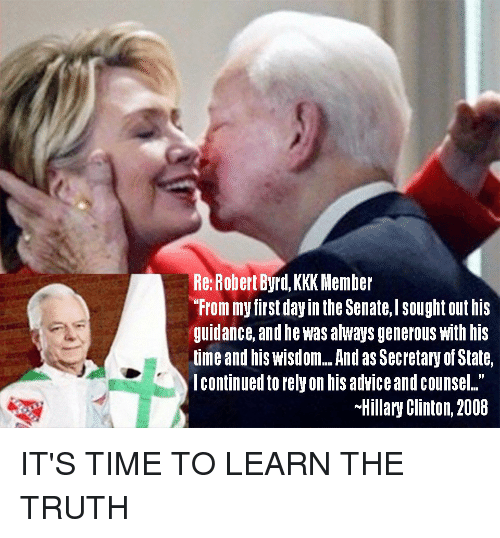 Re: Robert Byrd, KKK Member
"From my first day in the Senate, I sought out his
guidance, and he was always generous with his
time and his wisdom... And as Secretary of State,
I continued to rely on his advice and counsel..."
~Hillary Clinton, 2008
IT'S TIME TO LEARN THE
TRUTH